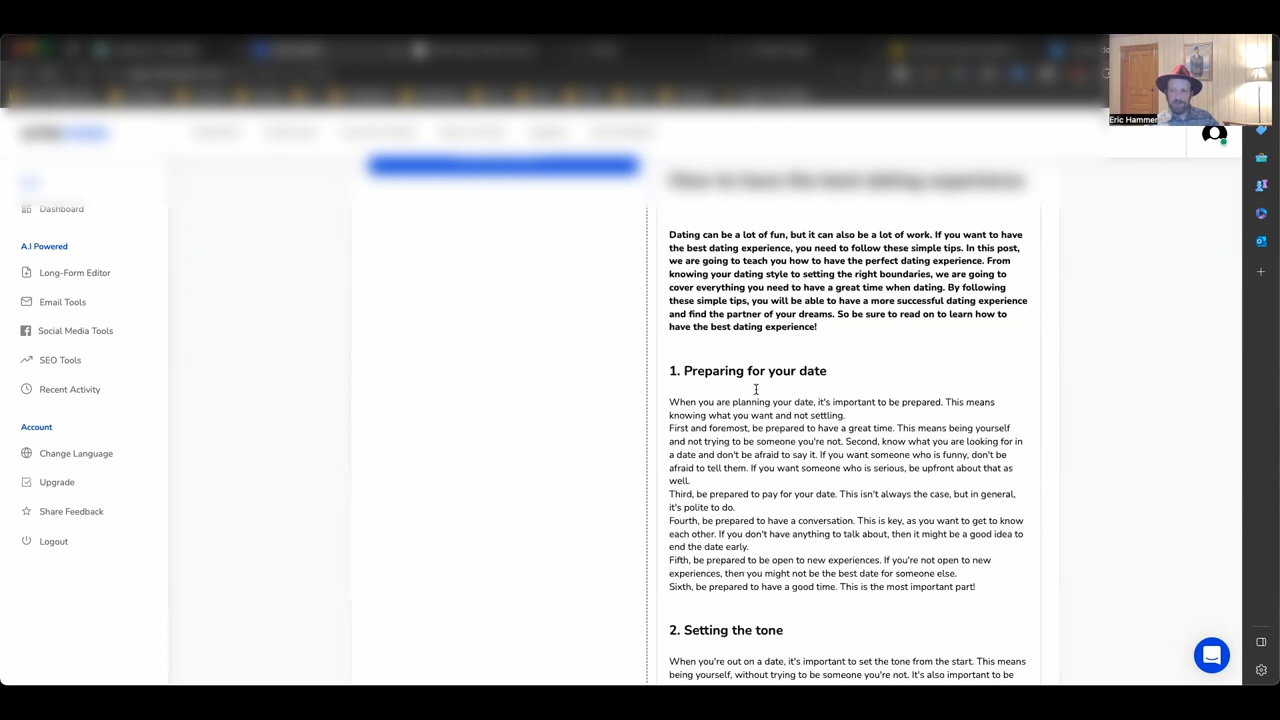 Eric Hammer
How to have the best dating experience
Dashboard
A.I Powered
Long-Form Editor
Email Tools
Social Media Tools
SEO Tools
Recent Activity
Account
Change Language
Upgrade
Share Feedback
Logout
Dating can be a lot of fun, but it can also be a lot of work. If you want to have
the best dating experience, you need to follow these simple tips. In this post,
we are going to teach you how to have the perfect dating experience. From
knowing your dating style to setting the right boundaries, we are going to
cover everything you need to have a great time when dating. By following
these simple tips, you will be able to have a more successful dating experience
and find the partner of your dreams. So be sure to read on to learn how to
have the best dating experience!
1. Preparing for your date
When you are planning your date, it's important to be prepared. This means
knowing what you want and not settling.
First and foremost, be prepared to have a great time. This means being yourself
and not trying to be someone you're not. Second, know what you are looking for in
a date and don't be afraid to say it. If you want someone who is funny, don't be
afraid to tell them. If you want someone who is serious, be upfront about that as
well.
Third, be prepared to pay for your date. This isn't always the case, but in general,
it's polite to do.
Fourth, be prepared to have a conversation. This is key, as you want to get to know
each other. If you don't have anything to talk about, then it might be a good idea to
end the date early.
Fifth, be prepared to be open to new experiences. If you're not open to new
experiences, then you might not be the best date for someone else.
Sixth, be prepared to have a good time. This is the most important part!
2. Setting the tone
When you're out on a date, it's important to set the tone from the start. This means
being yourself, without trying to be someone you're not. It's also important to be